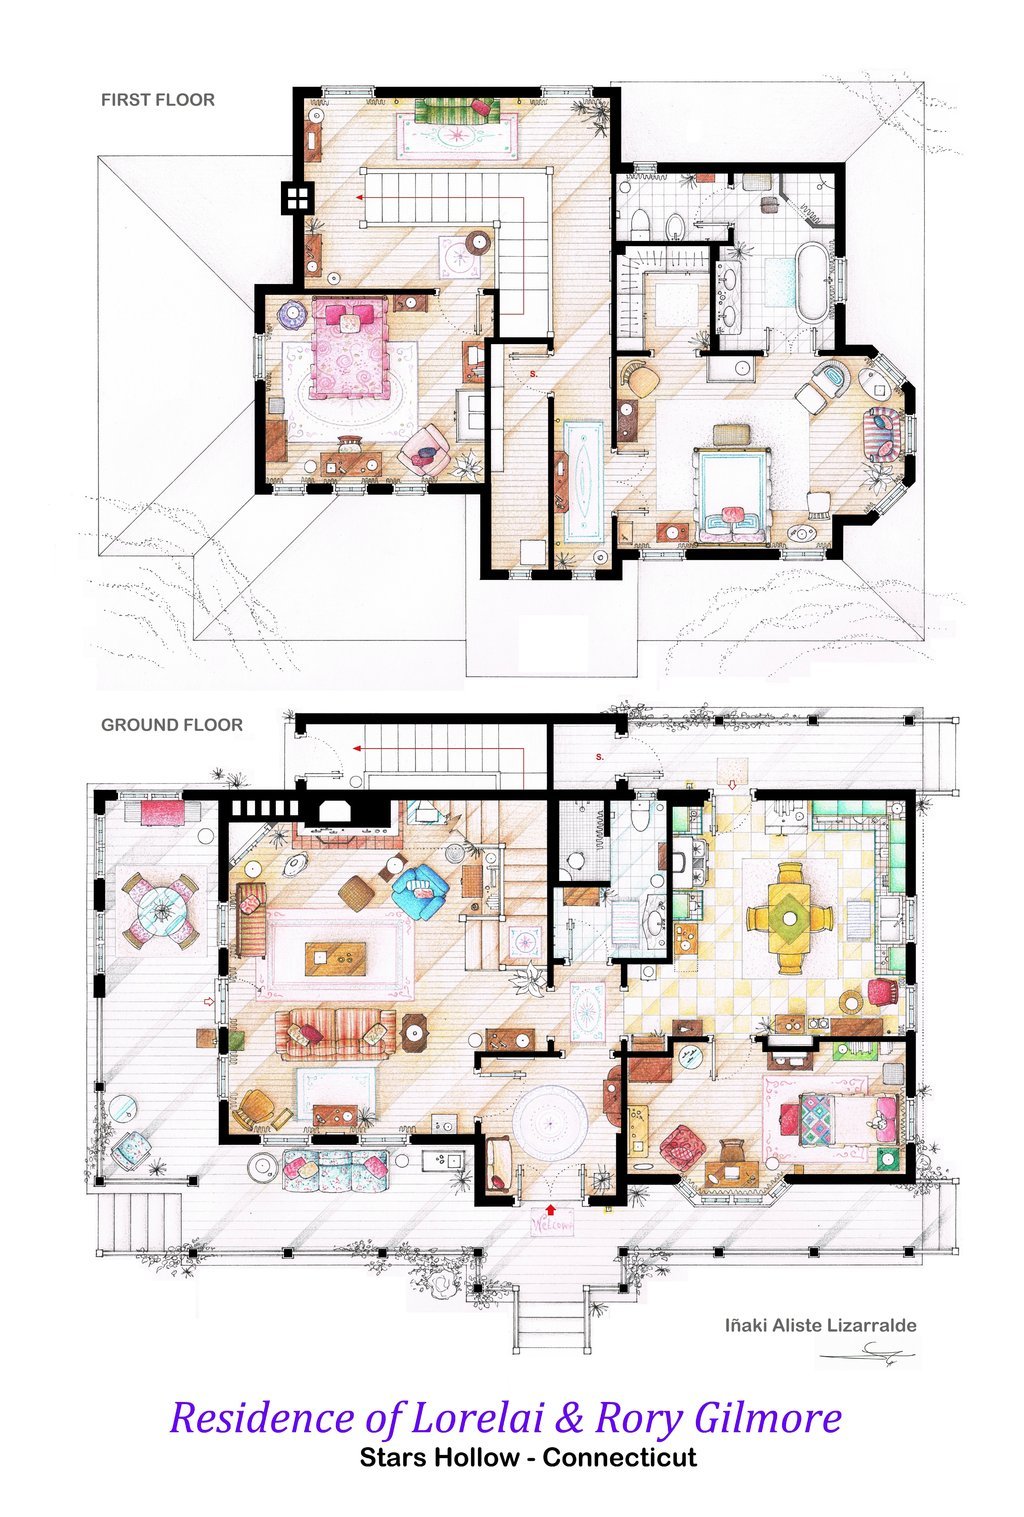 FIRST FLOOR
S.
GROUND FLOOR
S.
Welcome
Iñaki Aliste Lizarralde
Residence of Lorelai & Rory Gilmore
Stars Hollow - Connecticut